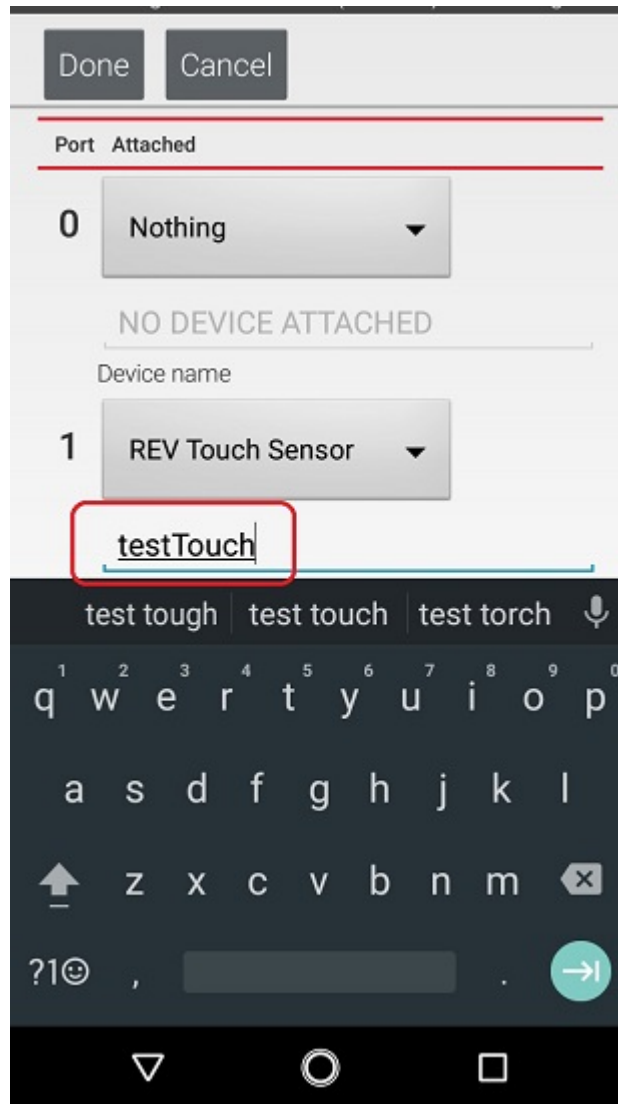 Done Cancel
Port Attached
0 Nothing
NO DEVICE ATTACHED
Device name
1 REV Touch Sensor
testTouch
test tough test touch test torch
1 2 3 4 5 6 7 8 9 0
q w e r t y u i o p
a s d f g h j k l
z x c v b n m
?1☺ , .